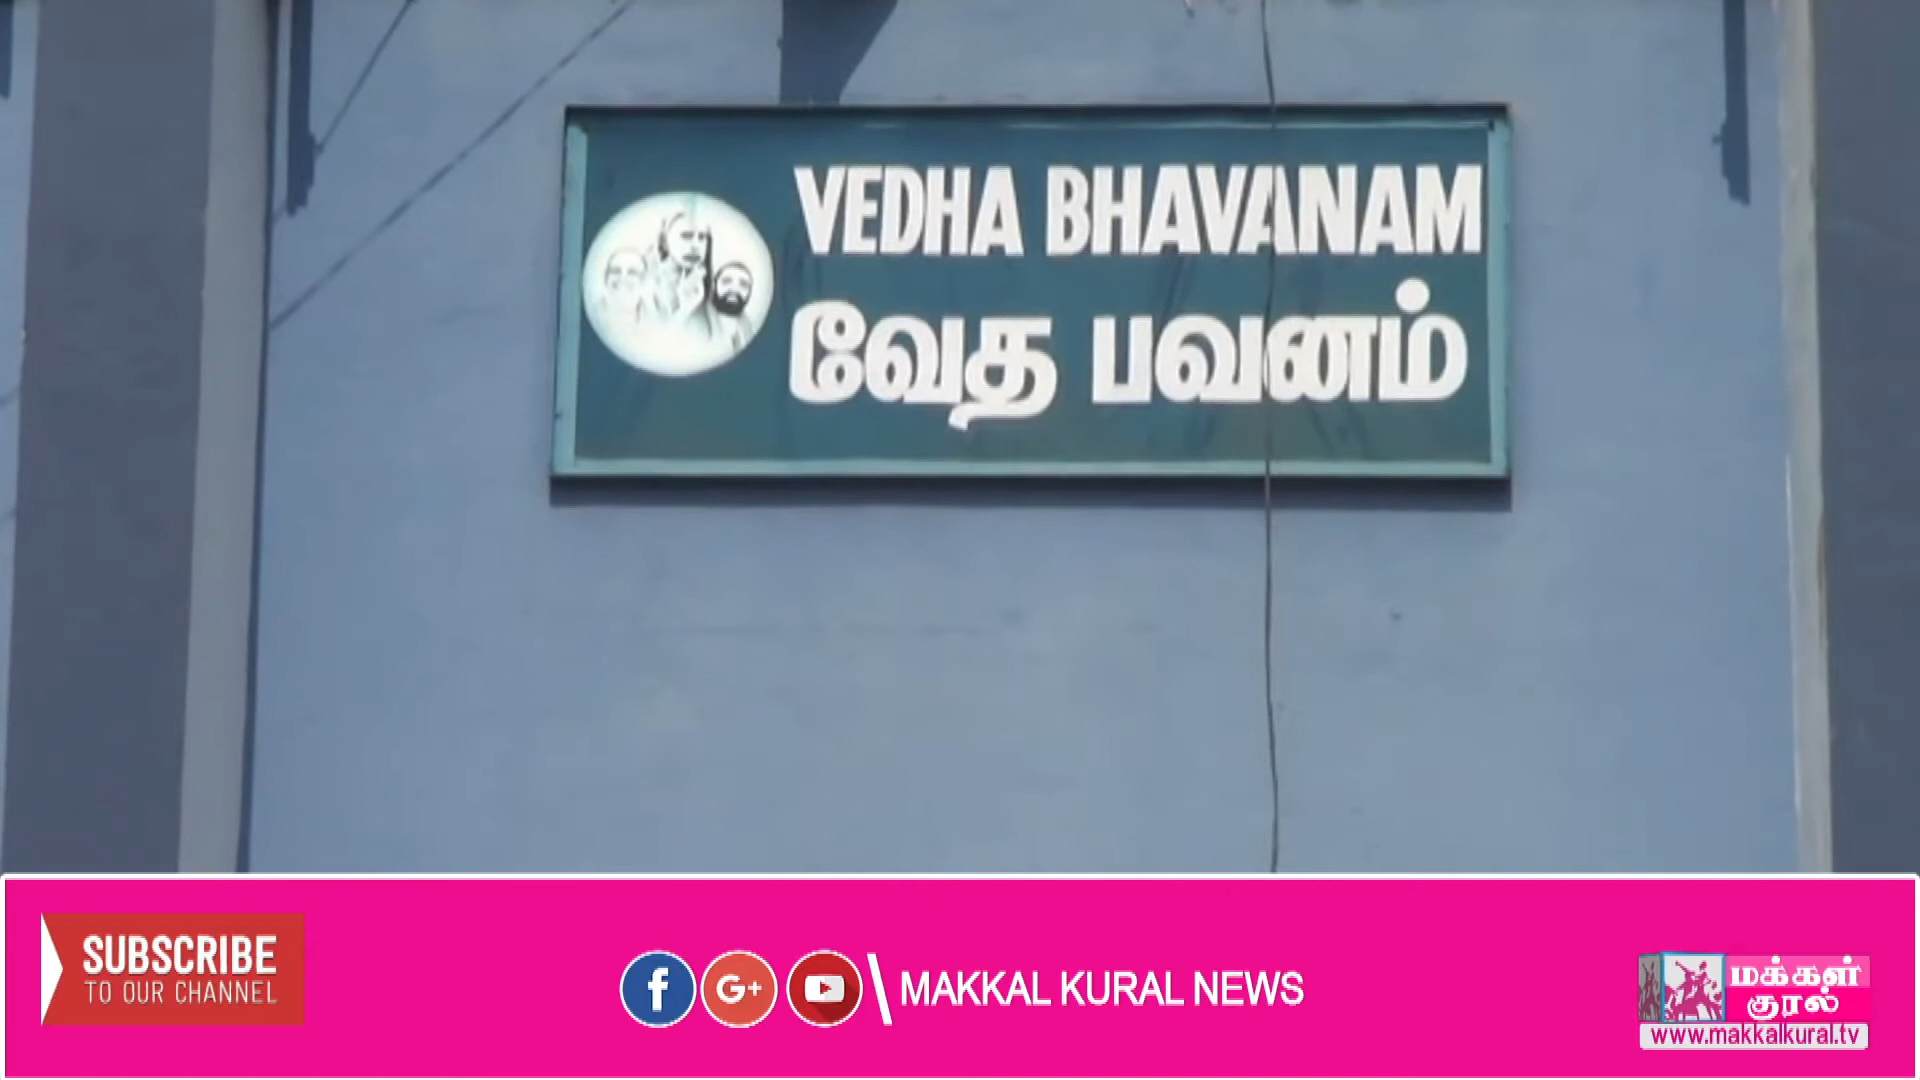 VEDHA BHAVANAM
வேத பவனம்
SUBSCRIBE
TO OUR CHANNEL
MAKKAL KURAL NEWS
மக்கள்
குரல்
www.makkalkural.tv